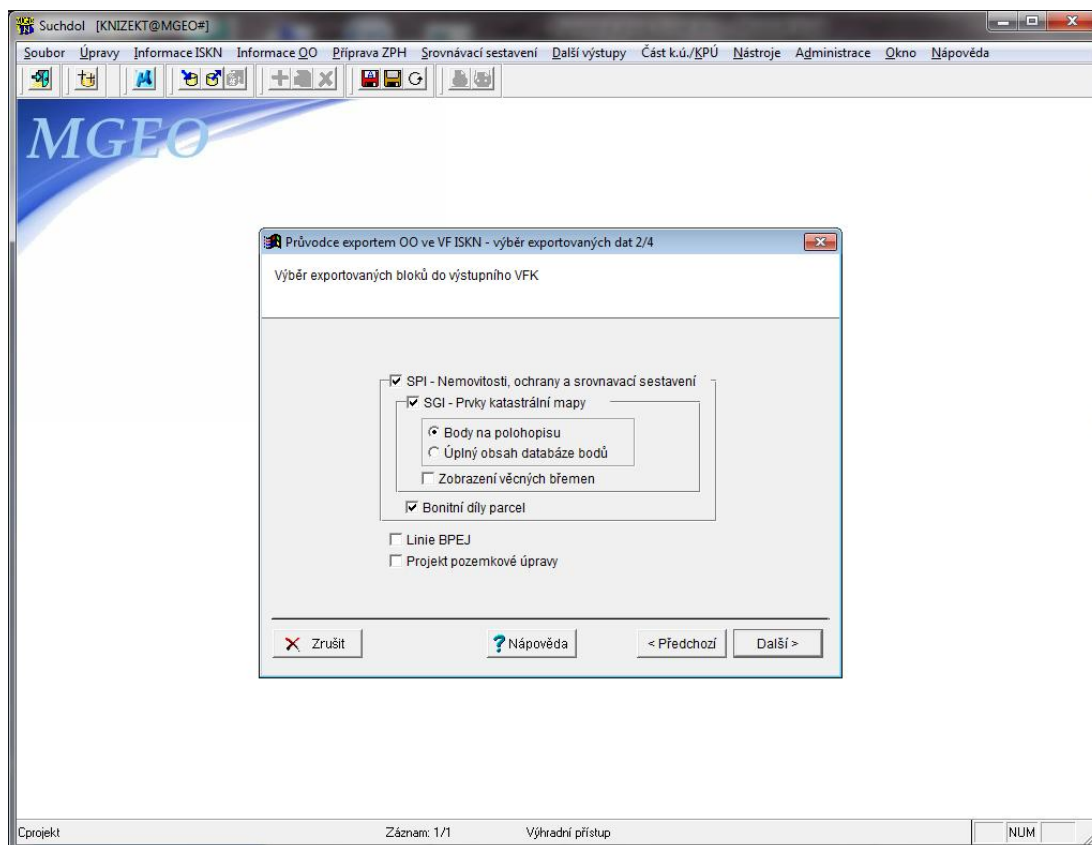 Suchdol [KNIZEKT@MGEO#]
Soubor Úpravy Informace ISKN Informace OO Příprava ZPH Srovnávací sestavení Další výstupy Část k.ú./KPÚ Nástroje Administrace Okno Nápověda
MGEO
Průvodce exportem OO ve VF ISKN - výběr exportovaných dat 2/4
Výběr exportovaných bloků do výstupního VFK
SPI - Nemovitosti, ochrany a srovnavací sestavení
SGI - Prvky katastrální mapy
Body na polohopisu
Úplný obsah databáze bodů
Zobrazení věcných břemen
Bonitní díly parcel
Linie BPEJ
Projekt pozemkové úpravy
Zrušit ? Nápověda < Předchozí Další >
Cprojekt Záznam: 1/1 Výhradní přístup NUM